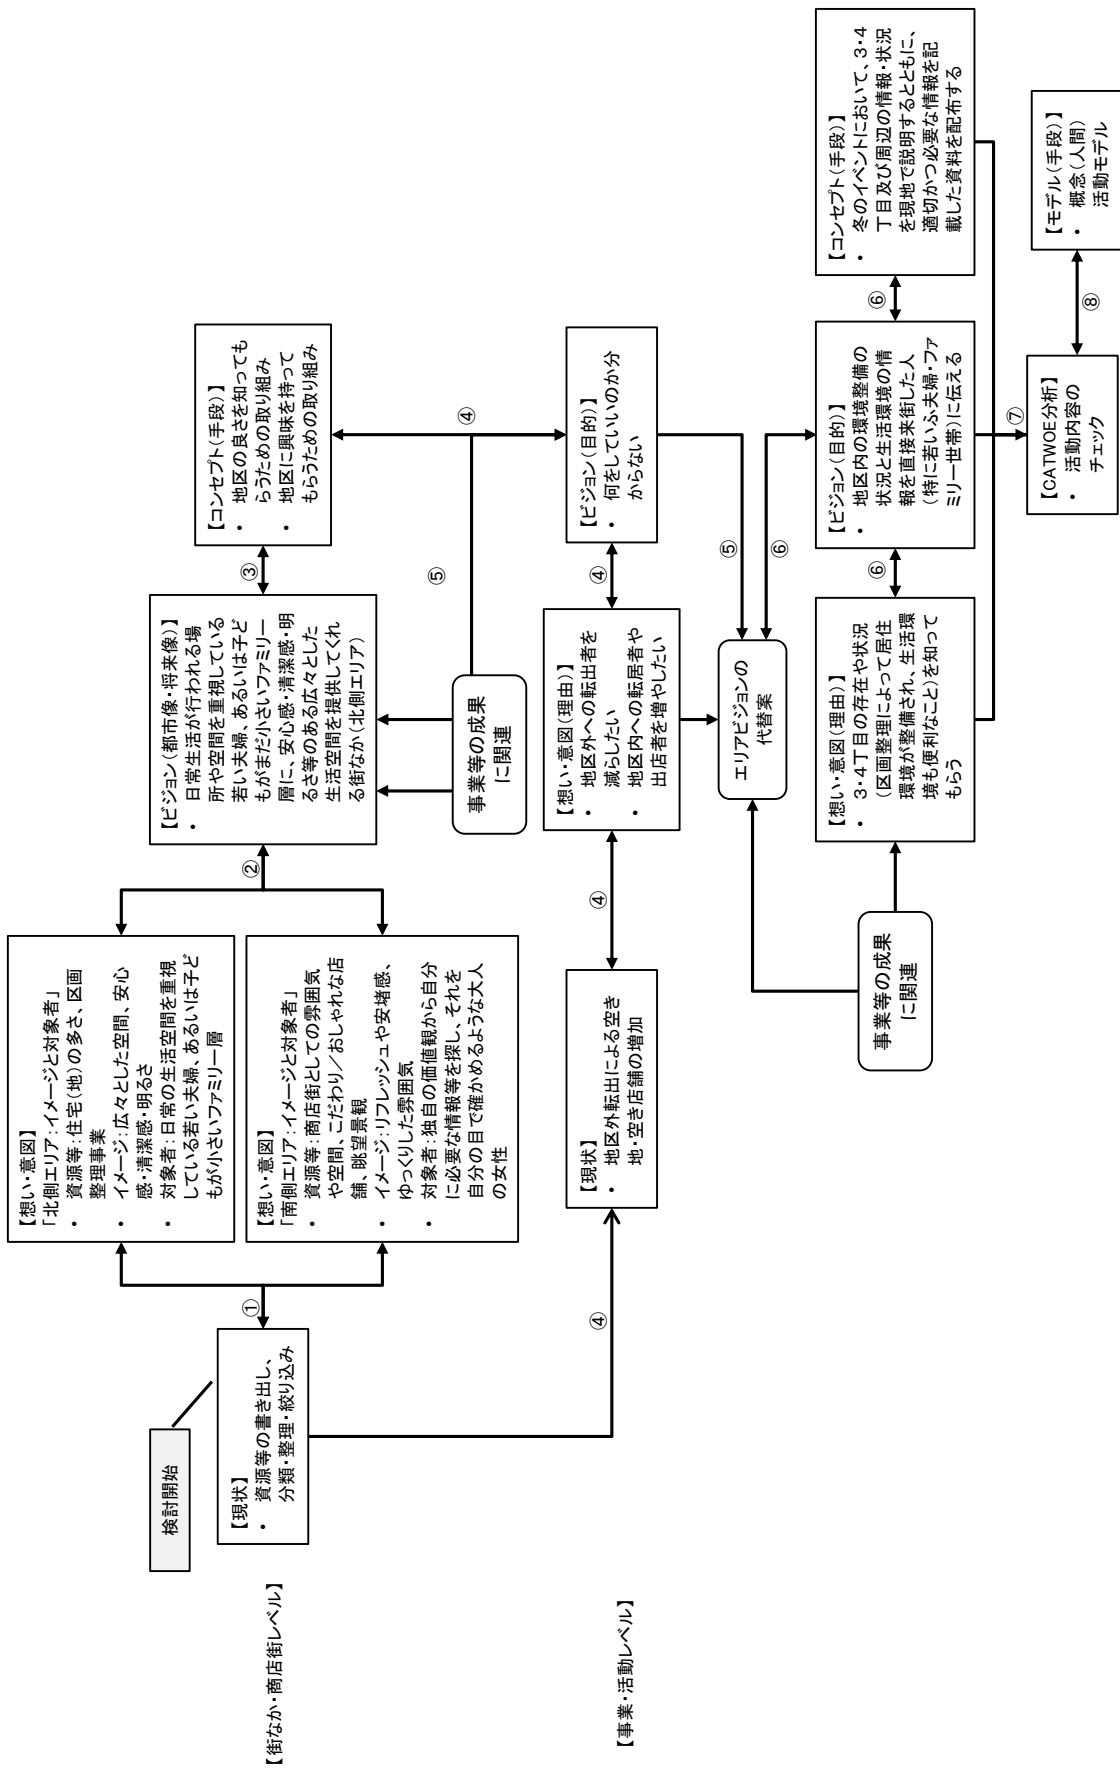 検討開始
【街なか・商店街レベル】
【現状】
• 資源等の書き出し、
分類・整理・絞り込み
①
【想い・意図】
「北側エリア：イメージと対象者」
• 資源等：住宅（地）の多さ、区画
整理事業
• イメージ：広々とした空間、安心
感・清潔感・明るさ
• 対象者：日常の生活空間を重視
している若い夫婦、あるいは子ど
もが小さいファミリー層
【想い・意図】
「南側エリア：イメージと対象者」
• 資源等：商店街としての雰囲気
や空間、こだわり／おしゃれな店
舗、眺望景観
• イメージ：リフレッシュや安堵感、
ゆっくりした雰囲気
• 対象者：独自の価値観から自分
に必要な情報等を探し、それを
自分の目で確かめるような大人
の女性
②
【ビジョン（都市像・将来像）】
• 日常生活が行われる場
所や空間を重視している
若い夫婦、あるいは子ど
もがまだ小さいファミリー
層に、安心感・清潔感・明
るさ等のある広々とした
生活空間を提供してくれ
る街なか（北側エリア）
③
【コンセプト（手段）】
• 地区の良さを知っても
らうための取り組み
• 地区に興味を持って
もらうための取り組み
事業等の成果
に関連
⑤
④
【事業・活動レベル】
④
【現状】
• 地区外転出による空き
地・空き店舗の増加
④
【想い・意図（理由）】
• 地区外への転出者を
減らしたい
• 地区内への転居者や
出店者を増やしたい
④
【ビジョン（目的）】
• 何をしていいのか分
からない
エリアビジョンの
代替案
⑤
⑥
事業等の成果
に関連
【想い・意図（理由）】
• ３・４丁目の存在や状況
（区画整理によって居住
環境が整備され、生活環
境も便利なこと）を知って
もらう
⑥
【ビジョン（目的）】
• 地区内の環境整備の
状況と生活環境の情
報を直接来街した人
（特に若いふ夫婦・ファ
ミリー世帯）に伝える
⑥
【コンセプト（手段）】
• 冬のイベントにおいて、３・４
丁目及び周辺の情報・状況
を現地で説明するとともに、
適切かつ必要な情報を記
載した資料を配布する
⑦
【CATWOE分析】
• 活動内容の
チェック
⑧
【モデル（手段）】
• 概念（人間）
活動モデル